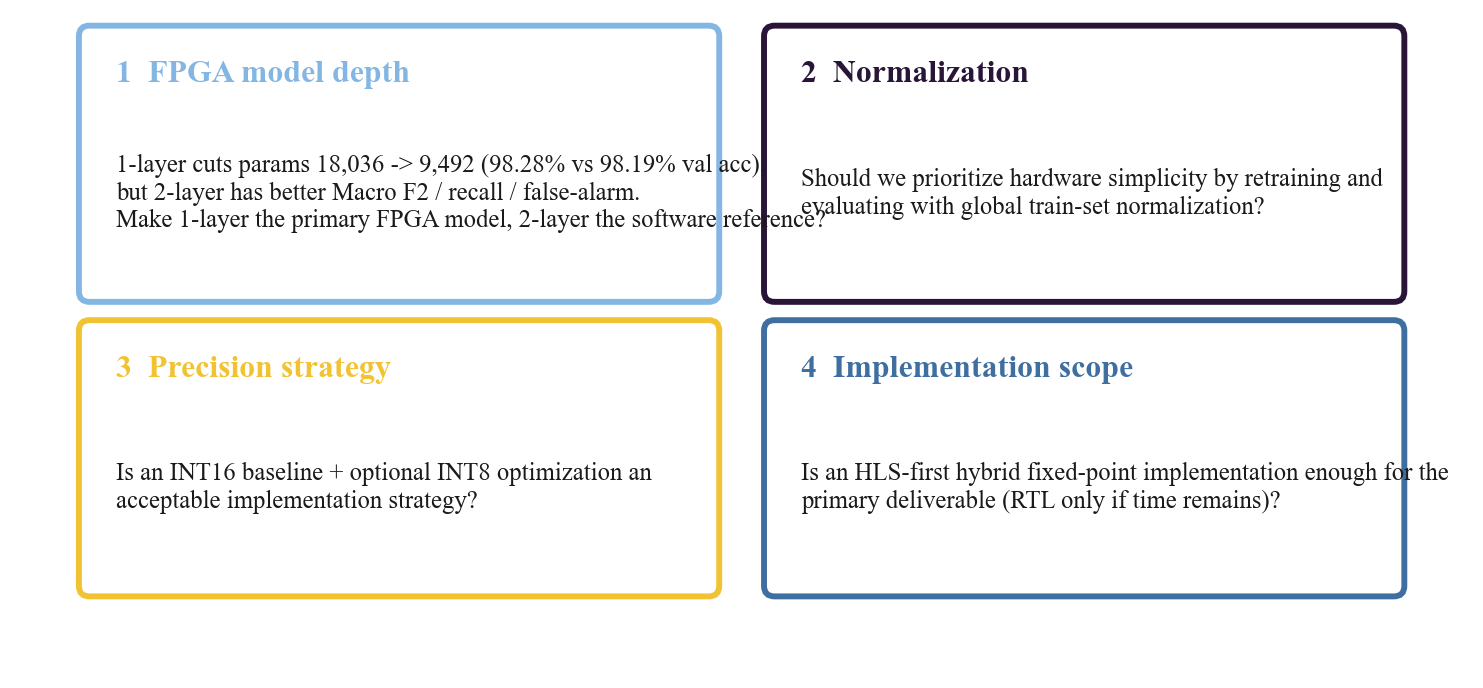 1 FPGA model depth
1-layer cuts params 18,036 -> 9,492 (98.28% vs 98.19% val acc)
but 2-layer has better Macro F2 / recall / false-alarm.
Make 1-layer the primary FPGA model, 2-layer the software reference?
2 Normalization
Should we prioritize hardware simplicity by retraining and
evaluating with global train-set normalization?
3 Precision strategy
Is an INT16 baseline + optional INT8 optimization an
acceptable implementation strategy?
4 Implementation scope
Is an HLS-first hybrid fixed-point implementation enough for the
primary deliverable (RTL only if time remains)?